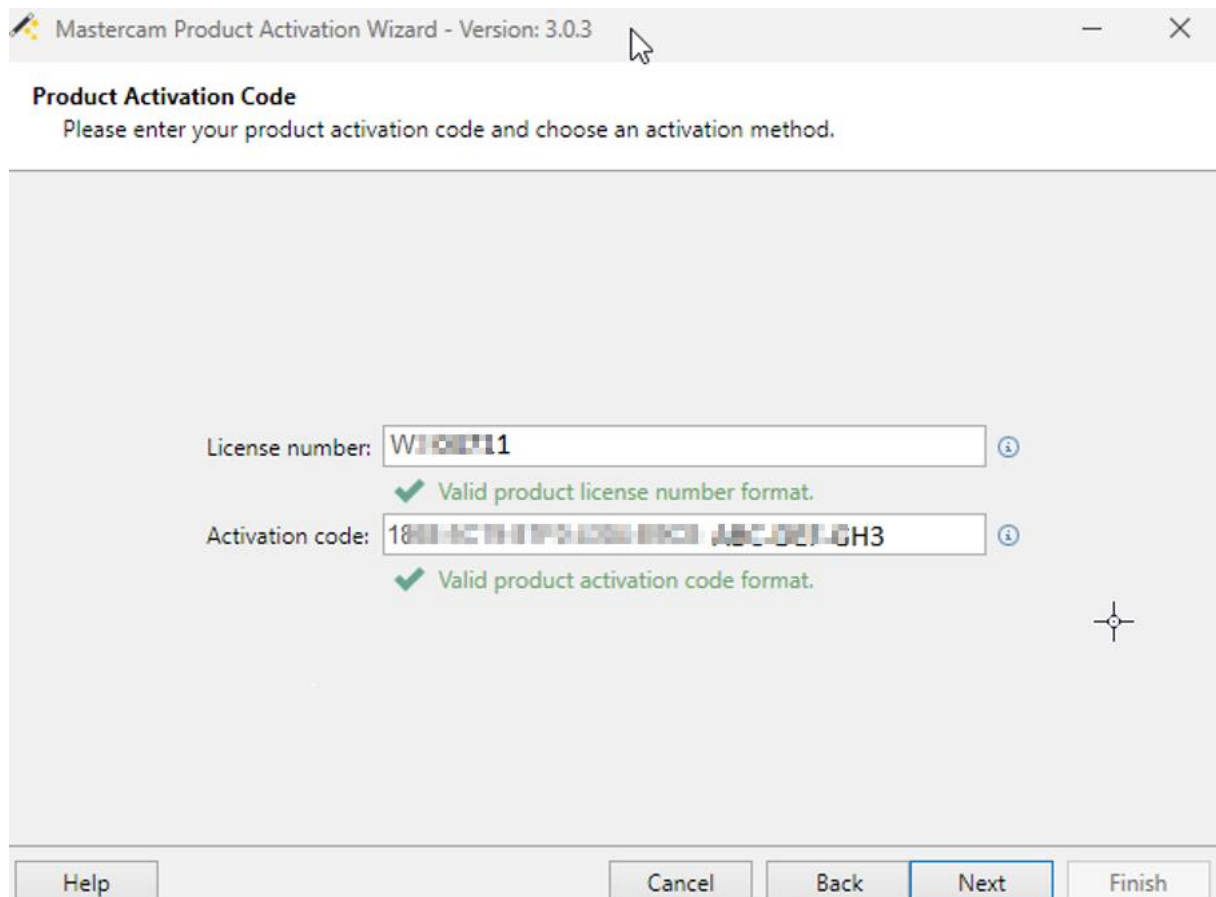 Mastercam Product Activation Wizard - Version: 3.0.3
Product Activation Code
Please enter your product activation code and choose an activation method.
License number:
Valid product license number format.
Activation code:
Valid product activation code format.
Help Cancel Back Next Finish